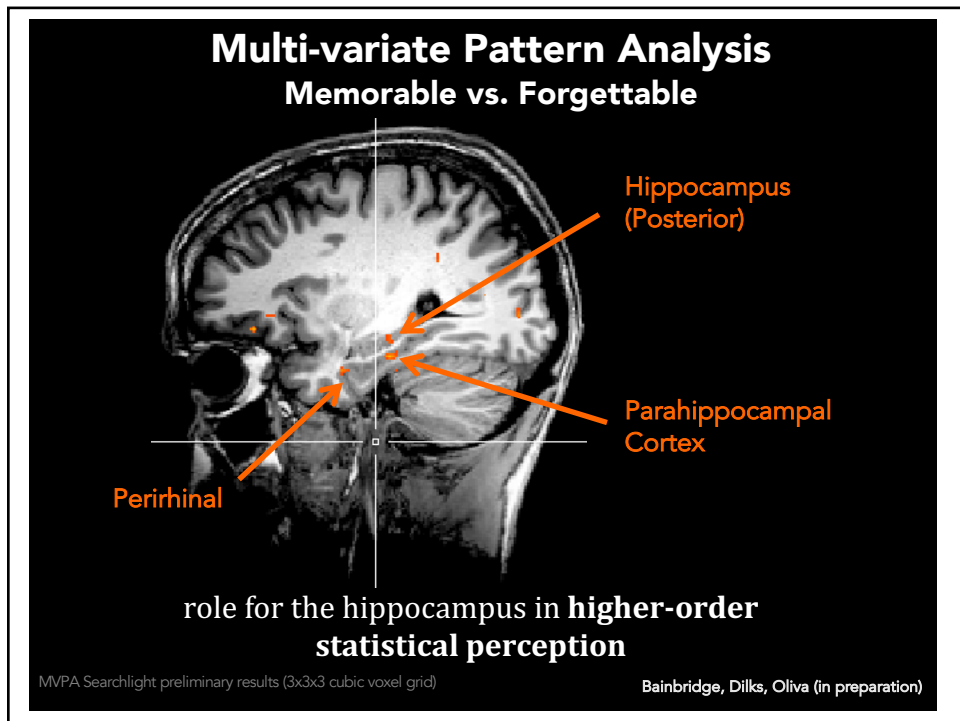 Multi-variate Pattern Analysis
Memorable vs. Forgettable
Hippocampus
(Posterior)
Parahippocampal
Cortex
Perirhinal
role for the hippocampus in higher-order
statistical perception
MVPA Searchlight preliminary results (3x3x3 cubic voxel grid)
Bainbridge, Dilks, Oliva (in preparation)